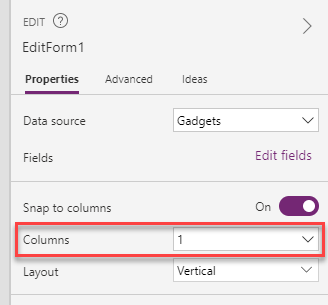 EDIT ?
EditForm1
Properties Advanced Ideas
Data source Gadgets
Fields Edit fields
Snap to columns On
Columns 1
Layout Vertical